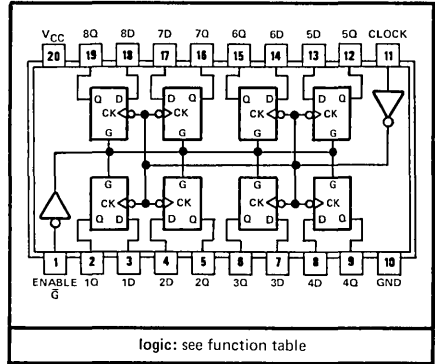 VCC 8Q 8D 7D 7Q 6Q 6D 5D 5Q CLOCK
20 19 18 17 16 15 14 13 12 11
Q D D Q Q D D Q
CK CK CK CK
G G G G
G G G G
CK CK CK CK
Q D D Q Q D D Q
1 2 3 4 5 6 7 8 9 10
ENABLE 1Q 1D 2D 2Q 3Q 3D 4D 4Q GND
G̅
logic: see function table